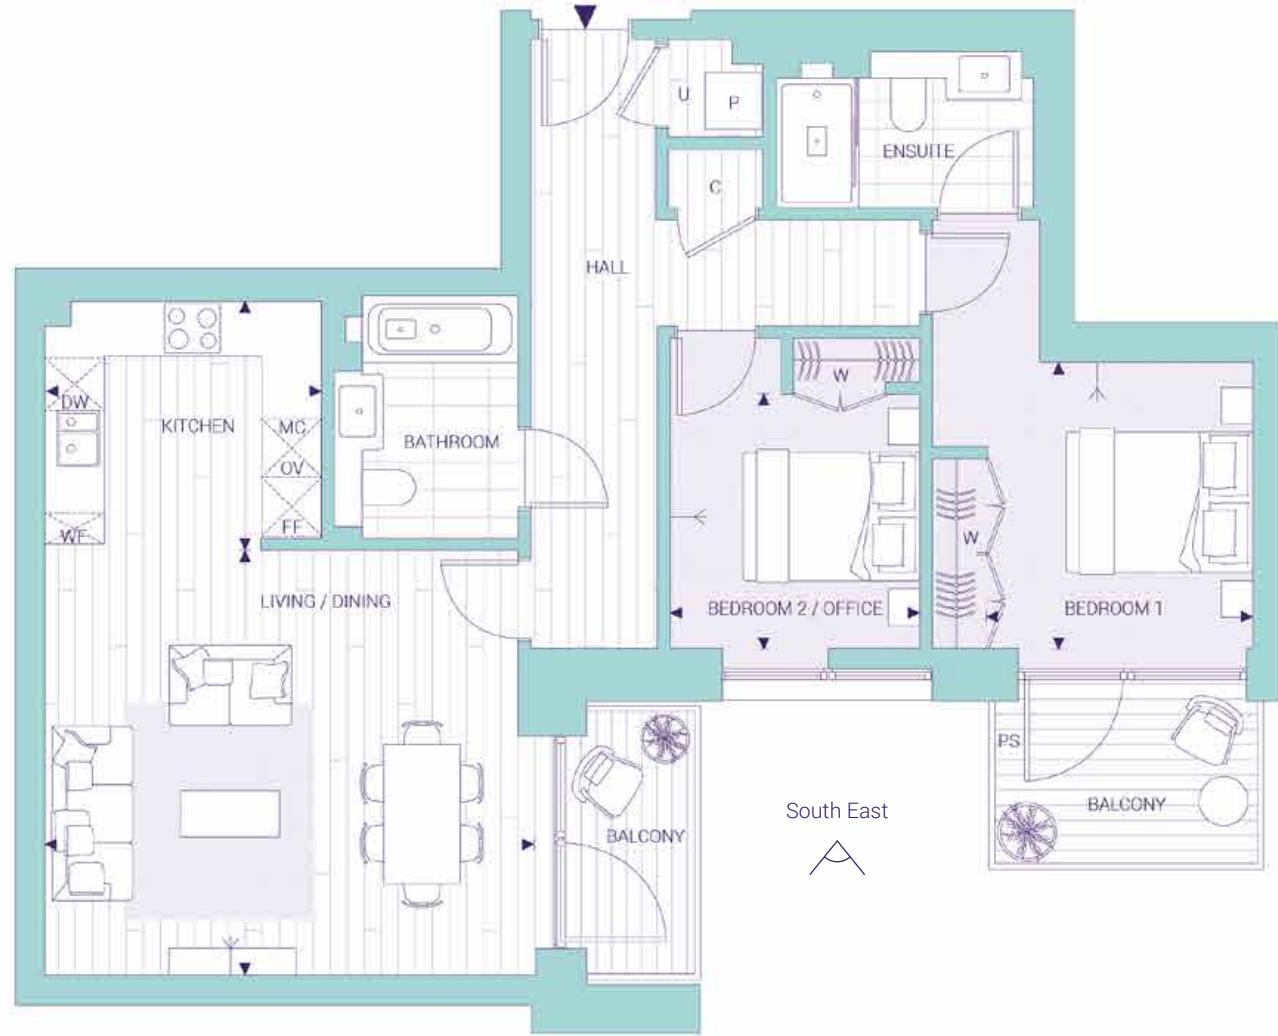 U
P
ENSUITE
C
HALL
W
DW
KITCHEN
MC
BATHROOM
OV
FF
WF
W
LIVING / DINING
BEDROOM 2 / OFFICE
BEDROOM 1
PS
BALCONY
South East
BALCONY